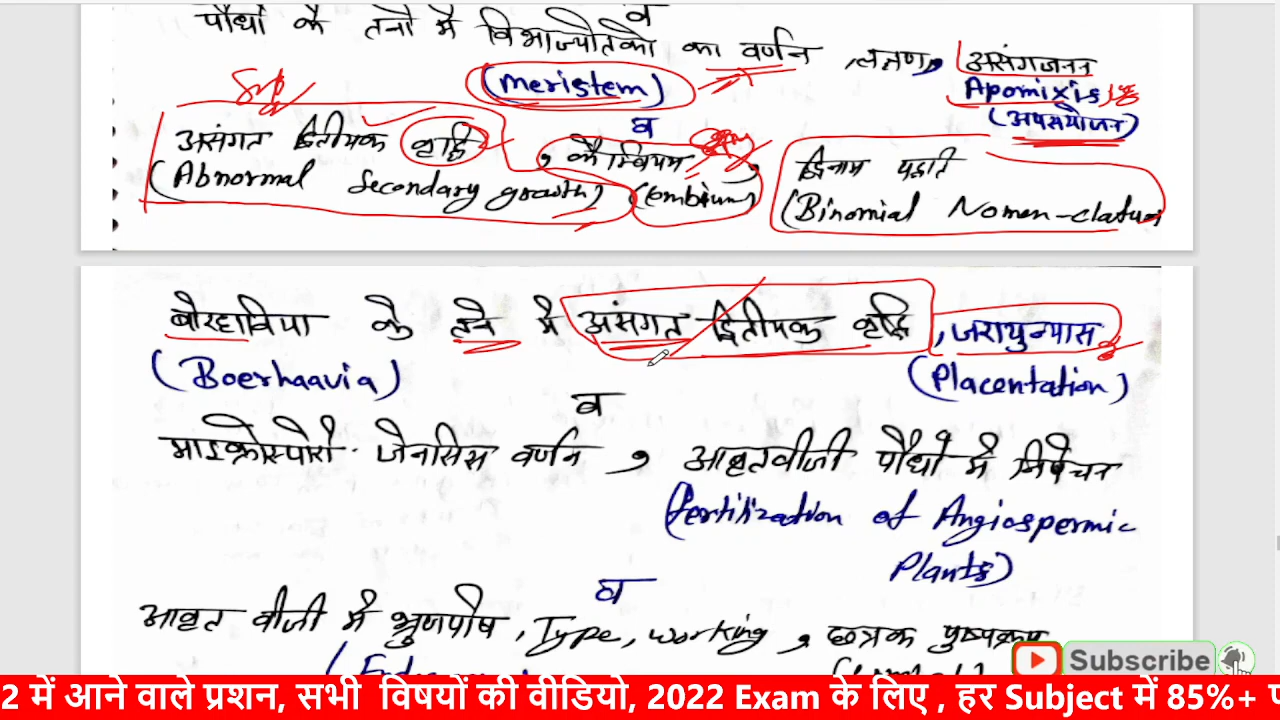 व
पौधों के तनों में विभाज्योतकों का वर्णन , लक्षण, असंगजनन
(meristem)
Apomixis
(अपसंयोजन)
Imp
व
असंगत द्वितीयक वृद्धि , कैम्बियम , द्विनाम पद्धति
(Abnormal Secondary growth) (cambium) (Binomial Nomen-clature
बोरहाविया के तने में असंगत द्वितीयक वृद्धि , जरायुन्यास
(Boerhaavia) (Placentation)
व
माइक्रोस्पोरो जेनसिस वर्णन , आवृतबीजी पौधों में निषेचन
(fertilization of Angiospermic
Plants)
व
आवृत बीजी में भ्रुणपोष , Type, working , छत्रक पुष्पक्रम
Subscribe
2 में आने वाले प्रशन, सभी विषयों की वीडियो, 2022 Exam के लिए , हर Subject में 85%+